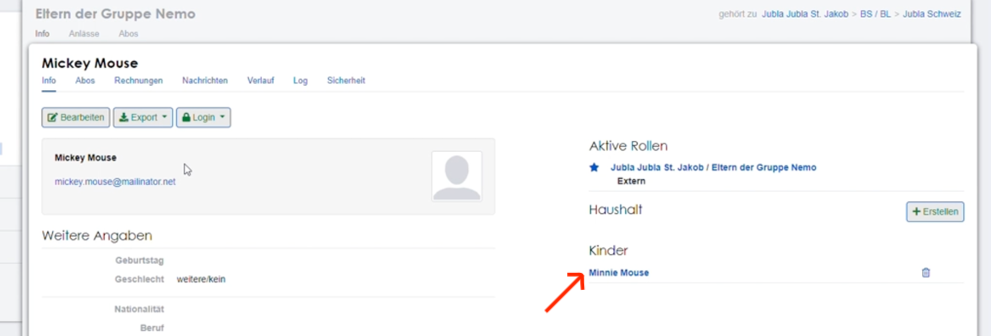 Eltern der Gruppe Nemo
gehört zu Jubla Jubla St. Jakob > BS / BL > Jubla Schweiz
Info Anlässe Abos
Mickey Mouse
Info Abos Rechnungen Nachrichten Verlauf Log Sicherheit
Bearbeiten Export Login
Mickey Mouse
mickey.mouse@mailinator.net
Aktive Rollen
Jubla Jubla St. Jakob / Eltern der Gruppe Nemo
Extern
Haushalt
Erstellen
Weitere Angaben
Kinder
Geburtstag
Minnie Mouse
Geschlecht weitere/kein
Nationalität
Beruf